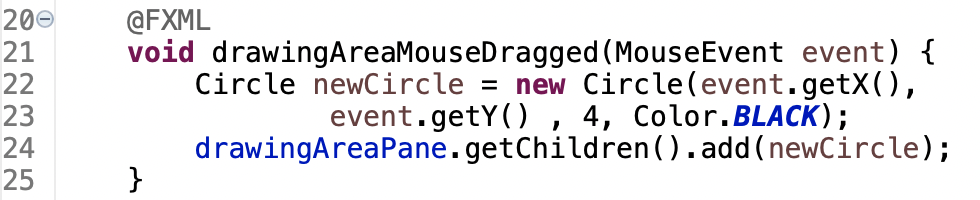 20 @FXML
21 void drawingAreaMouseDragged(MouseEvent event) {
22 Circle newCircle = new Circle(event.getX(),
23 event.getY() , 4, Color.BLACK);
24 drawingAreaPane.getChildren().add(newCircle);
25 }